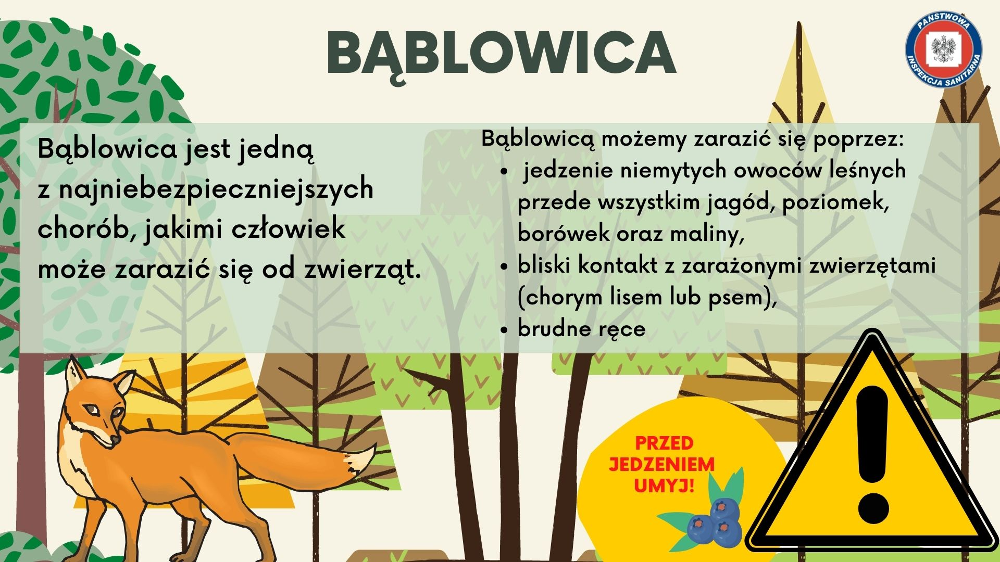 BĄBLOWICA
PAŃSTWOWA
INSPEKCJA SANITARNA
Bąblowica jest jedną
z najniebezpieczniejszych
chorób, jakimi człowiek
może zarazić się od zwierząt.
Bąblowicą możemy zarazić się poprzez:
• jedzenie niemytych owoców leśnych
przede wszystkim jagód, poziomek,
borówek oraz maliny,
• bliski kontakt z zarażonymi zwierzętami
(chorym lisem lub psem),
• brudne ręce
PRZED
JEDZENIEM
UMYJ!